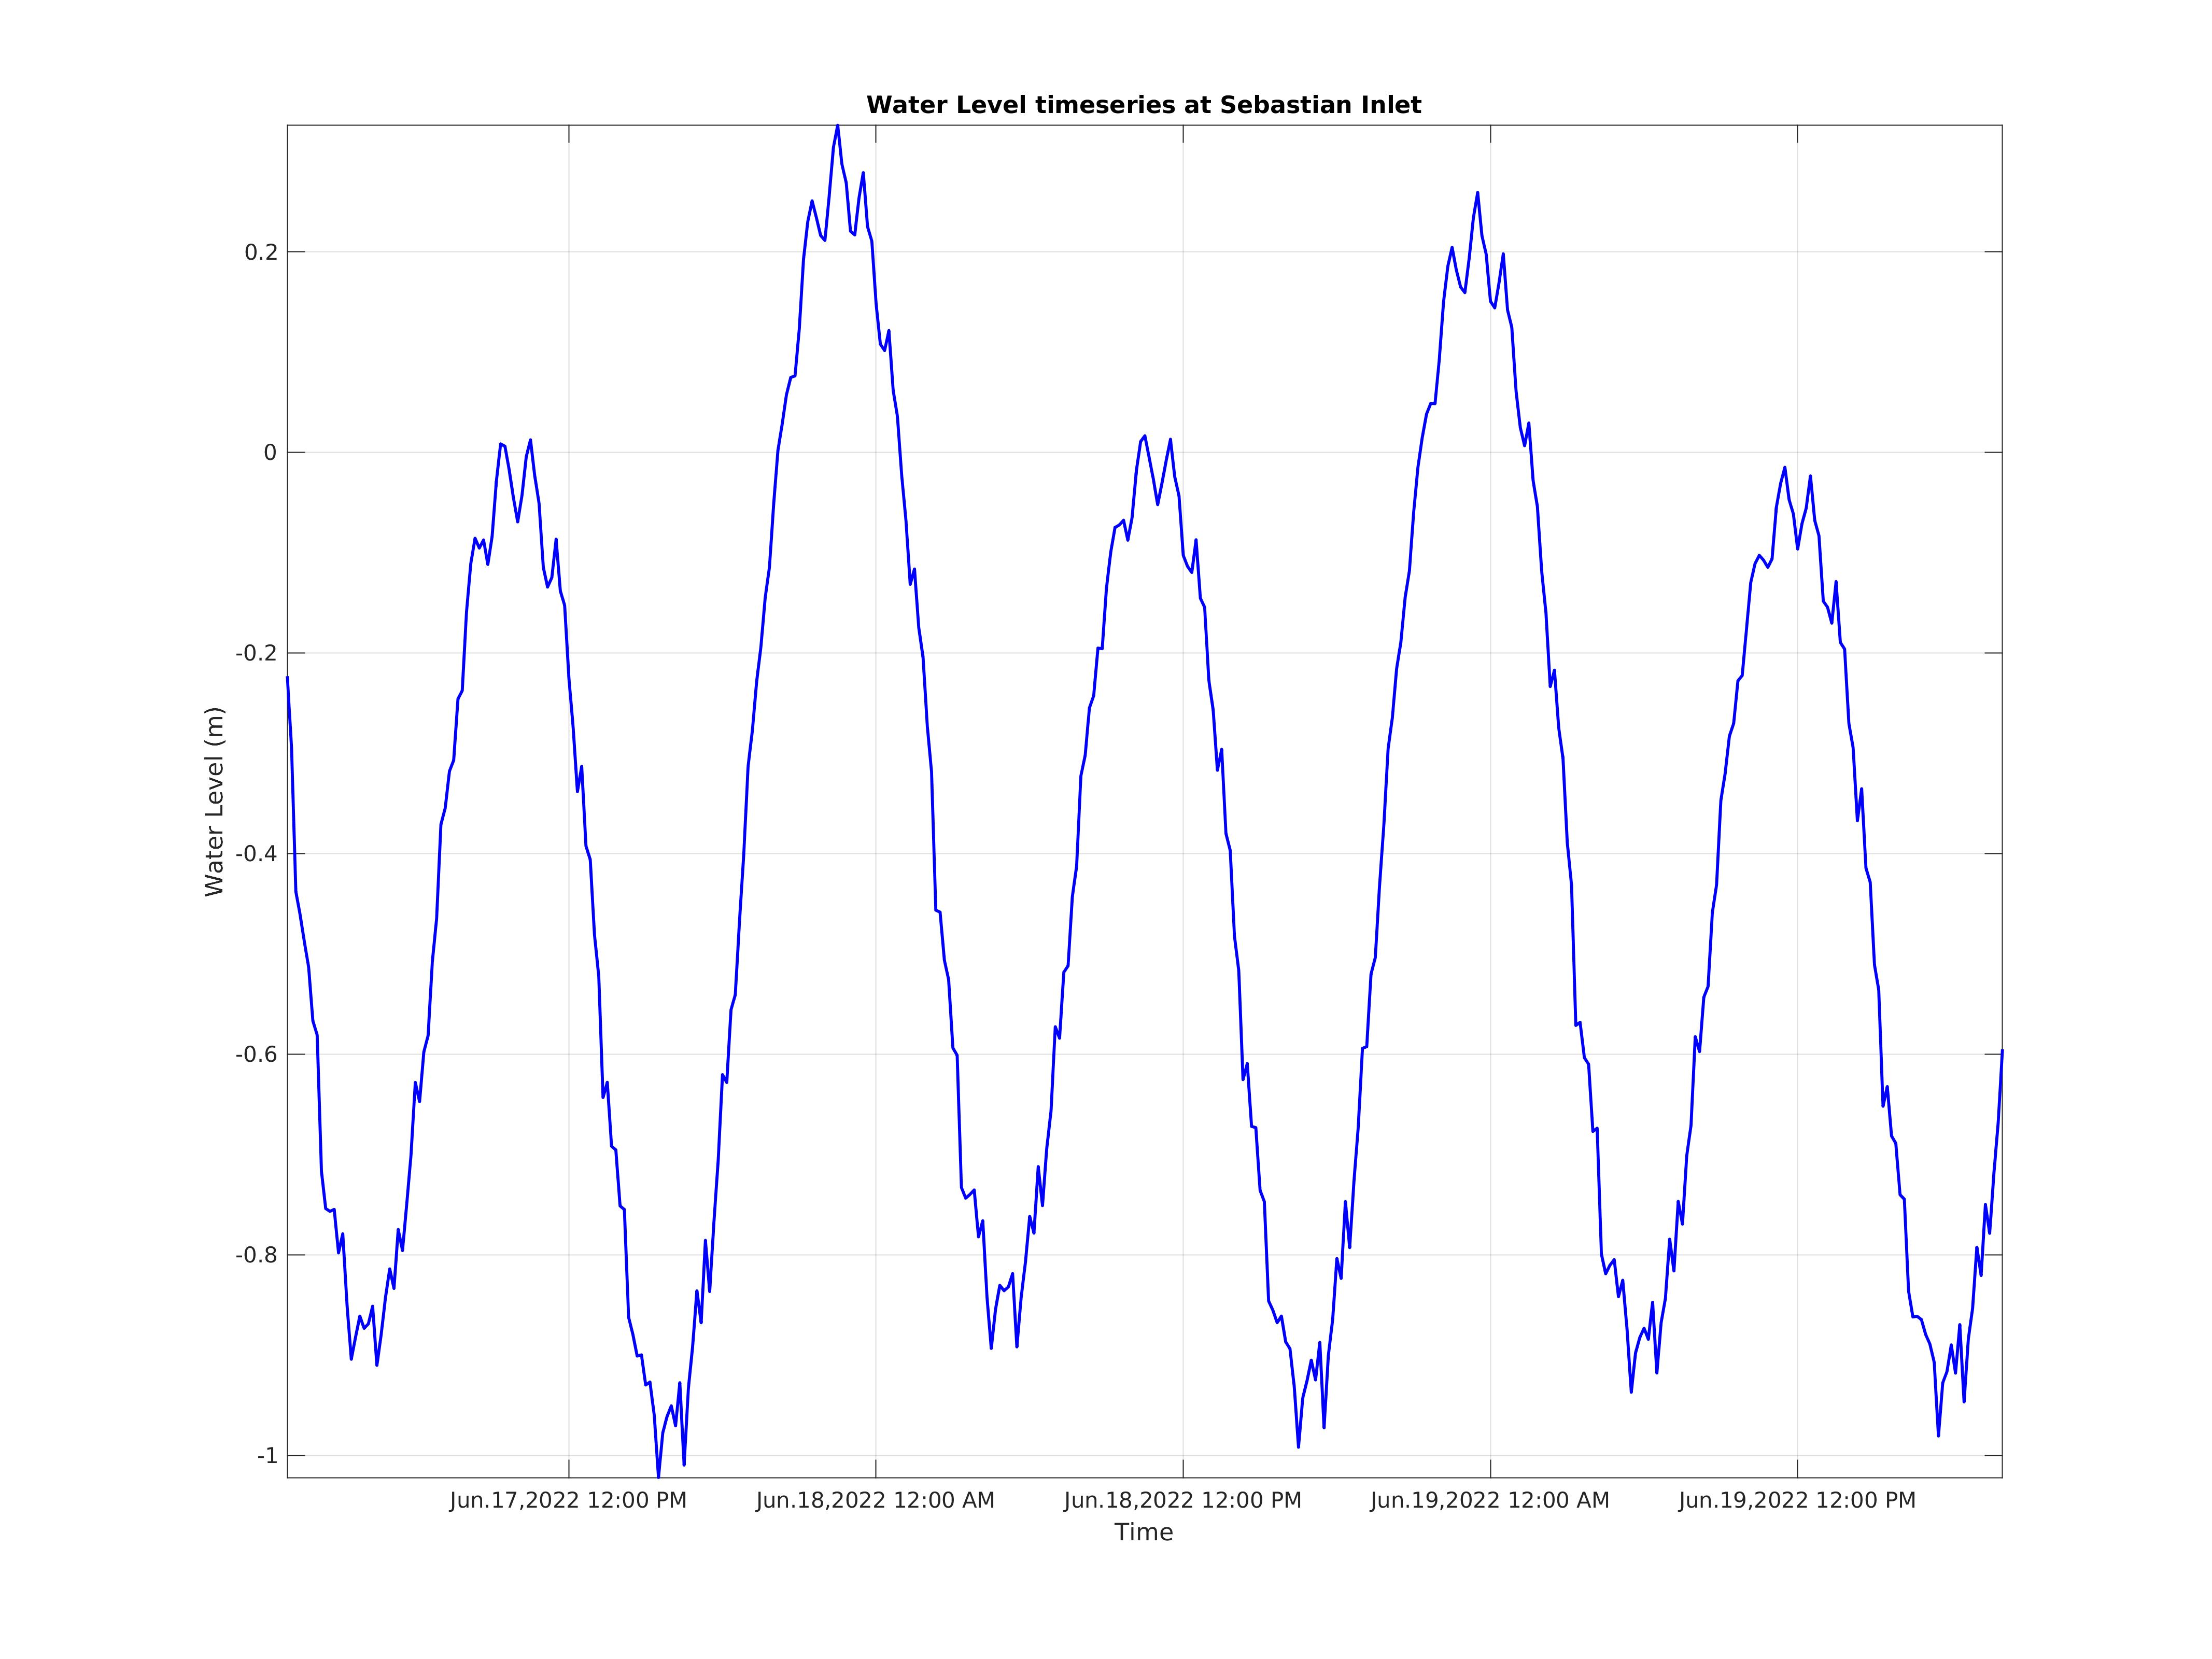 Water Level timeseries at Sebastian Inlet
0.2
0
-0.2
-0.4
-0.6
-0.8
-1
Water Level (m)
Jun.17,2022 12:00 PM
Jun.18,2022 12:00 AM
Jun.18,2022 12:00 PM
Jun.19,2022 12:00 AM
Jun.19,2022 12:00 PM
Time